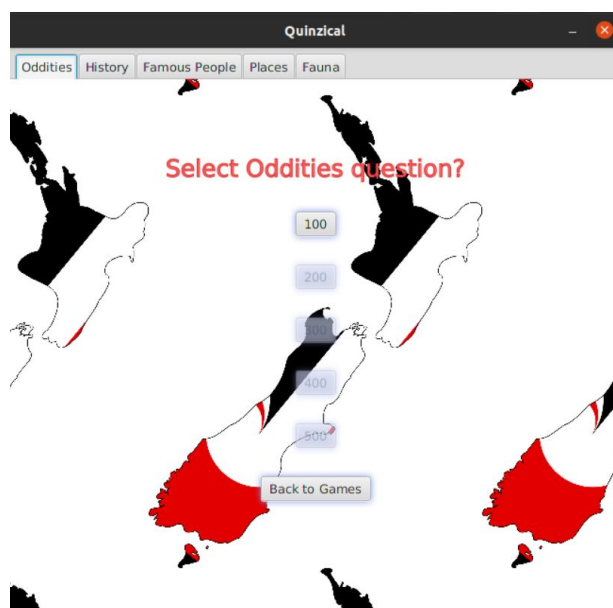 Quinzical
Oddities History Famous People Places Fauna
Select Oddities question?
100
200
300
400
500
Back to Games